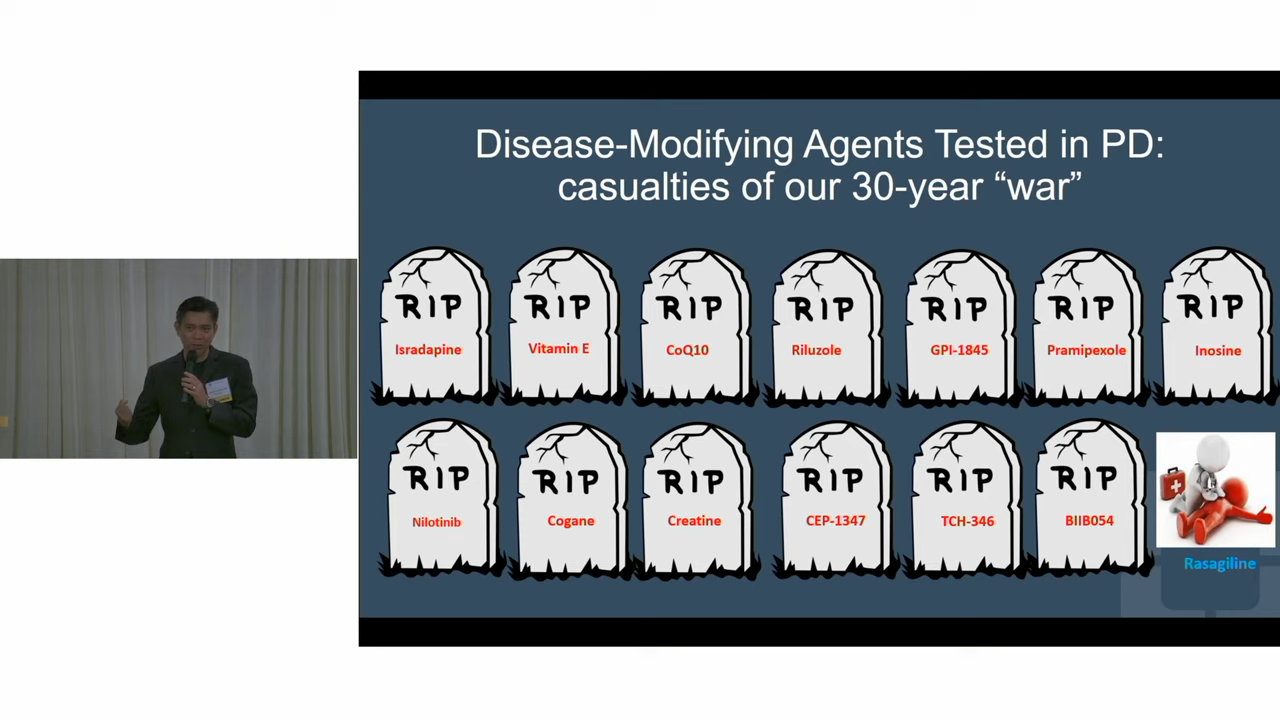 Disease-Modifying Agents Tested in PD:
casualties of our 30-year “war”
RIP
Isradapine
RIP
Vitamin E
RIP
CoQ10
RIP
Riluzole
RIP
GPI-1845
RIP
Pramipexole
RIP
Inosine
RIP
Nilotinib
RIP
Cogane
RIP
Creatine
RIP
CEP-1347
RIP
TCH-346
RIP
BIIB054
Rasagiline